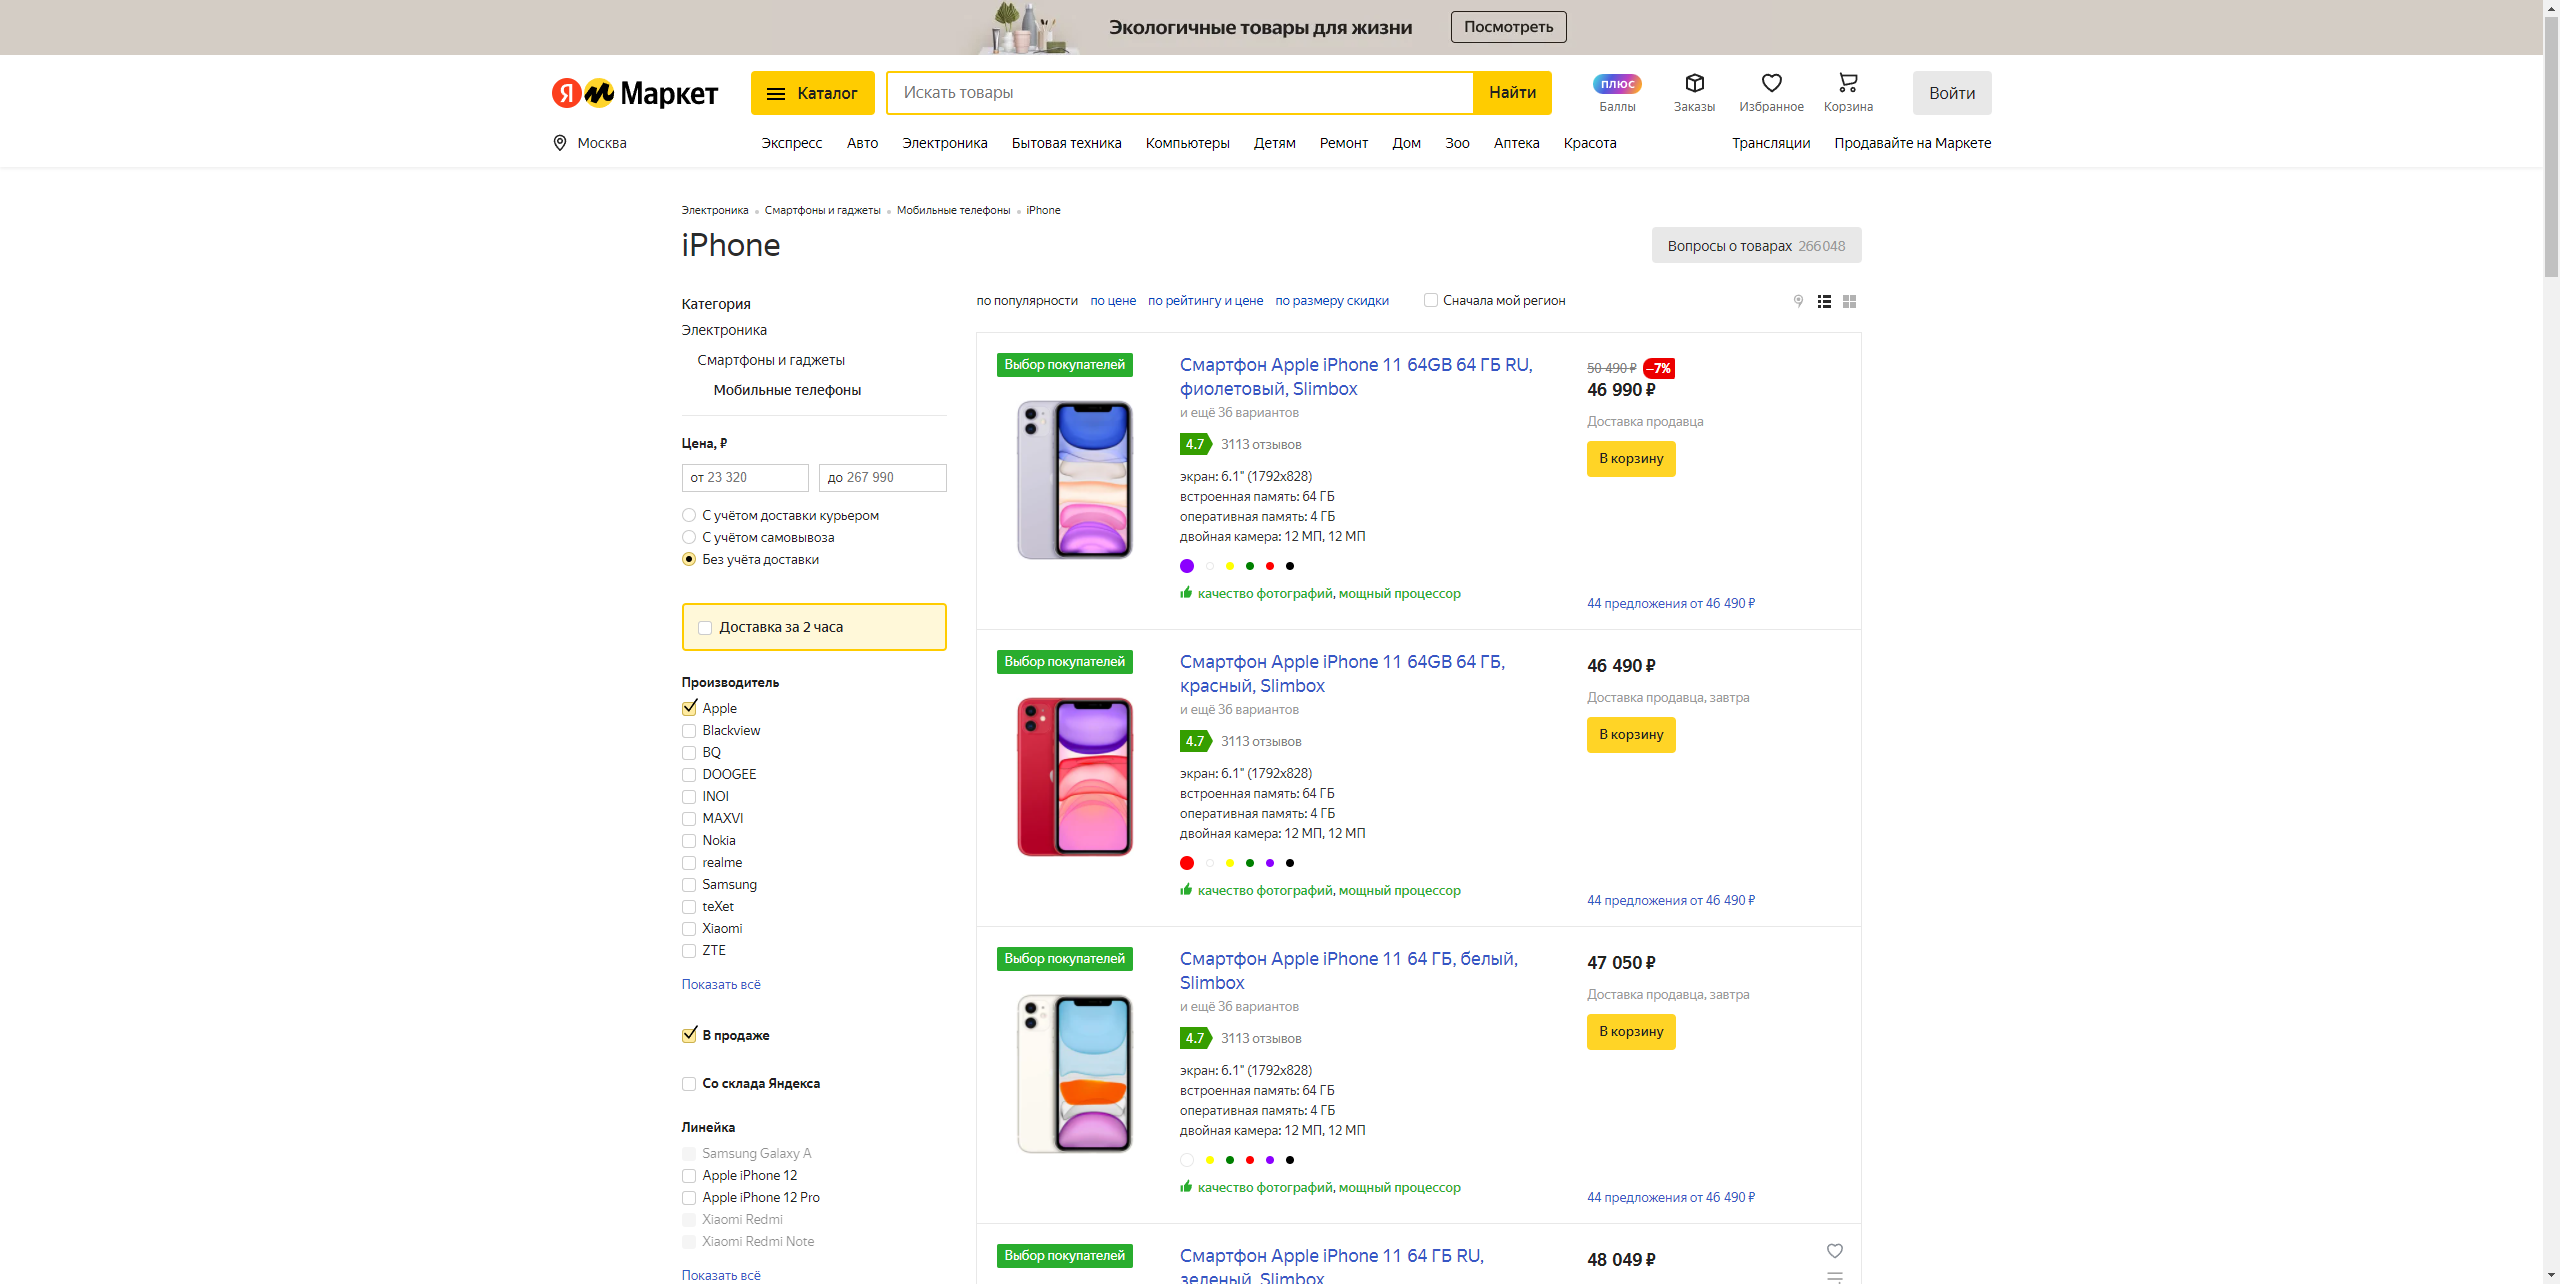 Экологичные товары для жизни
Посмотреть
Я Маркет
Каталог
Искать товары
Найти
плюс
Баллы
Заказы
Избранное
Корзина
Войти
Москва
Экспресс Авто Электроника Бытовая техника Компьютеры Детям Ремонт Дом Зоо Аптека Красота Трансляции Продавайте на Маркете
Электроника Смартфоны и гаджеты Мобильные телефоны iPhone
iPhone
Вопросы о товарах 266048
Категория
Электроника
Смартфоны и гаджеты
Мобильные телефоны
Цена, ₽
от 23 320 до 267 990
С учётом доставки курьером
С учётом самовывоза
Без учёта доставки
Доставка за 2 часа
Производитель
Apple
Blackview
BQ
DOOGEE
INOI
MAXVI
Nokia
realme
Samsung
teXet
Xiaomi
ZTE
Показать всё
В продаже
Со склада Яндекса
Линейка
Samsung Galaxy A
Apple iPhone 12
Apple iPhone 12 Pro
Xiaomi Redmi
Xiaomi Redmi Note
Показать всё
по популярности по цене по рейтингу и цене по размеру скидки Сначала мой регион
Выбор покупателей
Смартфон Apple iPhone 11 64GB 64 ГБ RU,
фиолетовый, Slimbox
и ещё 36 вариантов
4.7 3113 отзывов
экран: 6.1" (1792x828)
встроенная память: 64 ГБ
оперативная память: 4 ГБ
двойная камера: 12 МП, 12 МП
качество фотографий, мощный процессор
50 490 ₽ −7%
46 990 ₽
Доставка продавца
В корзину
44 предложения от 46 490 ₽
Выбор покупателей
Смартфон Apple iPhone 11 64GB 64 ГБ,
красный, Slimbox
и ещё 36 вариантов
4.7 3113 отзывов
экран: 6.1" (1792x828)
встроенная память: 64 ГБ
оперативная память: 4 ГБ
двойная камера: 12 МП, 12 МП
качество фотографий, мощный процессор
46 490 ₽
Доставка продавца, завтра
В корзину
44 предложения от 46 490 ₽
Выбор покупателей
Смартфон Apple iPhone 11 64 ГБ, белый,
Slimbox
и ещё 36 вариантов
4.7 3113 отзывов
экран: 6.1" (1792x828)
встроенная память: 64 ГБ
оперативная память: 4 ГБ
двойная камера: 12 МП, 12 МП
качество фотографий, мощный процессор
47 050 ₽
Доставка продавца, завтра
В корзину
44 предложения от 46 490 ₽
Выбор покупателей
Смартфон Apple iPhone 11 64 ГБ RU,
зеленый, Slimbox
48 049 ₽